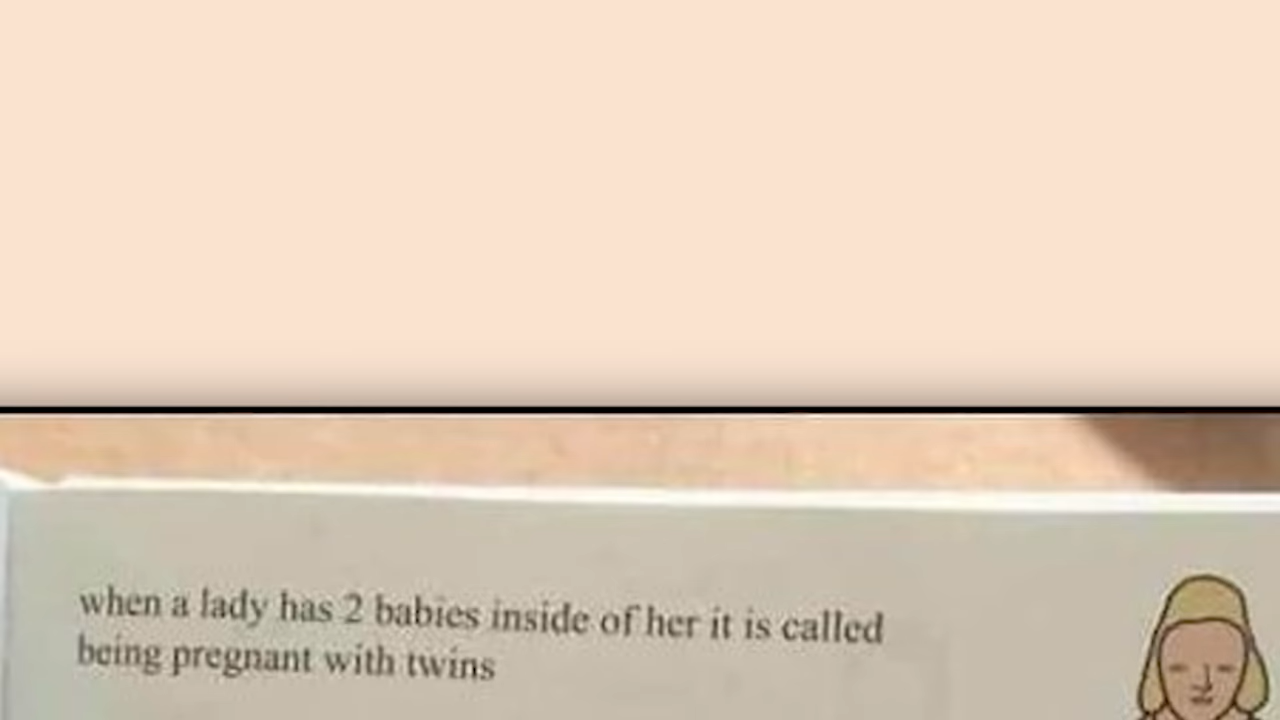 when a lady has 2 babies inside of her it is called
being pregnant with twins